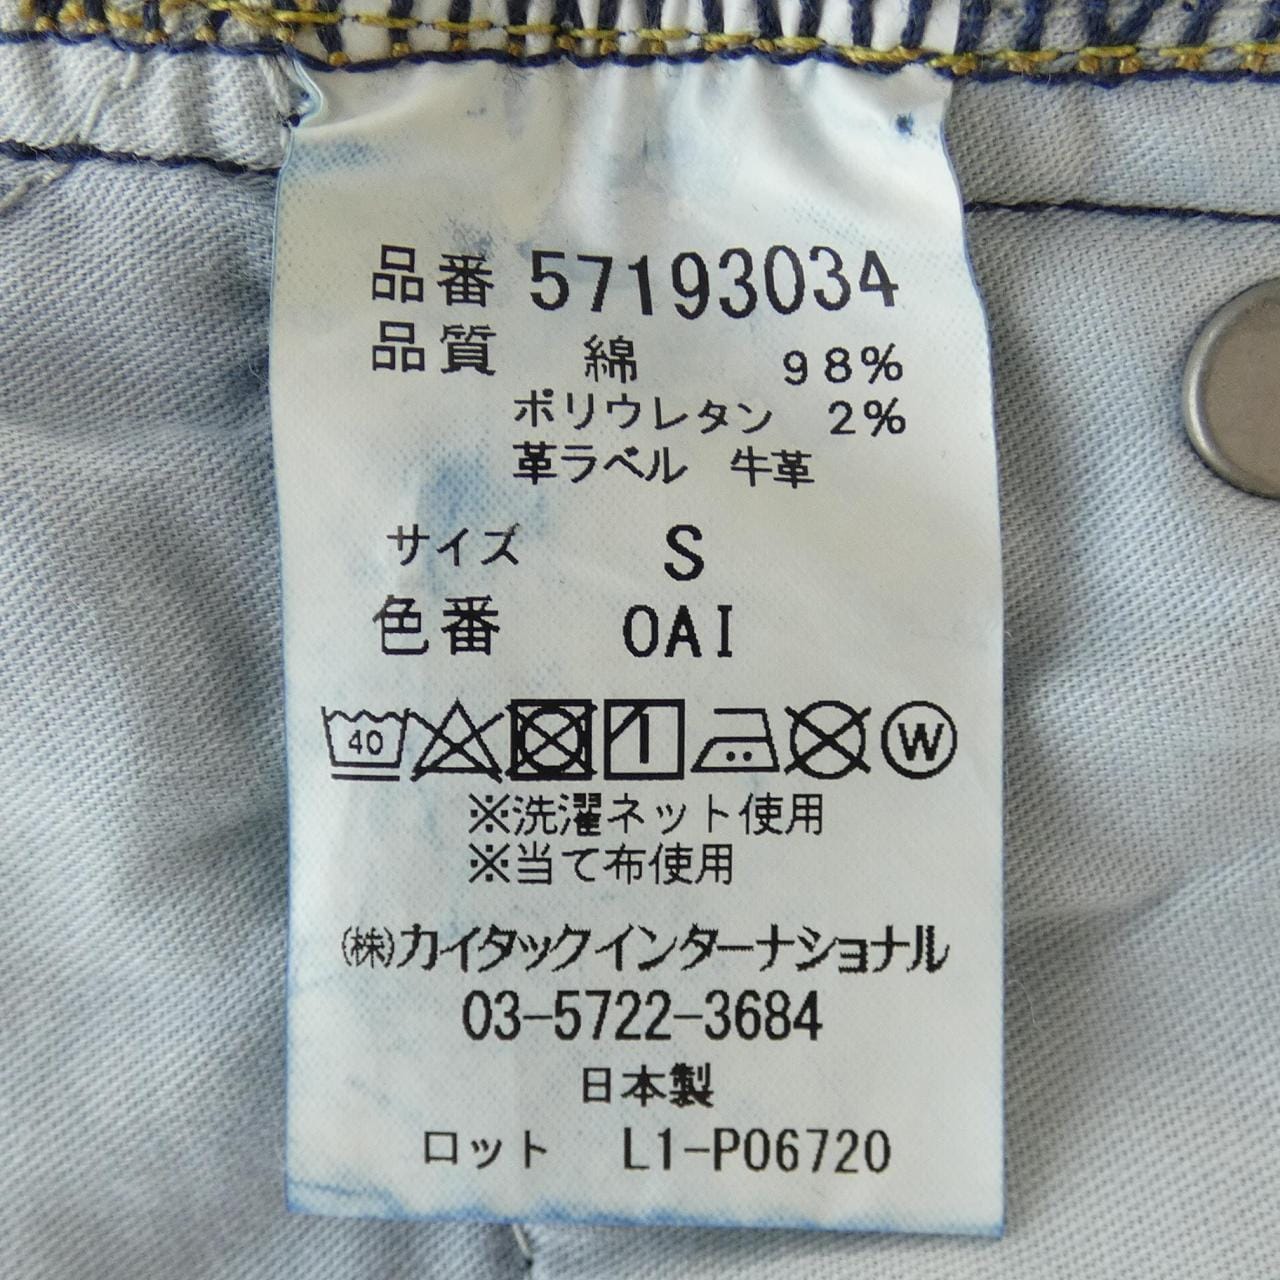 品番 57193034
品質 綿 98%
ポリウレタン 2%
革ラベル 牛革
サイズ S
色番 0AI
40 W
※洗濯ネット使用
※当て布使用
㈱カイタックインターナショナル
03-5722-3684
日本製
ロット L1-P06720